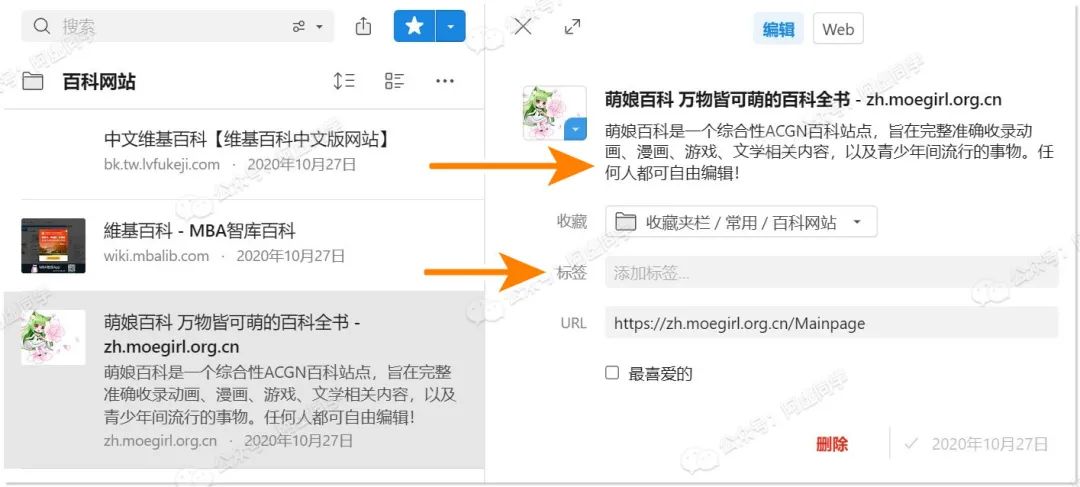 搜索
百科网站
中文维基百科【维基百科中文版网站】
bk.tw.lvfukeji.com · 2020年10月27日
維基百科 - MBA智库百科
wiki.mbalib.com · 2020年10月27日
萌娘百科 万物皆可萌的百科全书 -
zh.moegirl.org.cn
萌娘百科是一个综合性ACGN百科站点，旨在完整
准确收录动画、漫画、游戏、文学相关内容，以及
青少年间流行的事物。任何人都可自由编辑！
zh.moegirl.org.cn · 2020年10月27日
编辑 Web
萌娘百科 万物皆可萌的百科全书 - zh.moegirl.org.cn
萌娘百科是一个综合性ACGN百科站点，旨在完整准确收录动
画、漫画、游戏、文学相关内容，以及青少年间流行的事物。任
何人都可自由编辑！
收藏 收藏夹栏 / 常用 / 百科网站
标签 添加标签...
URL https://zh.moegirl.org.cn/Mainpage
最喜爱的
删除 2020年10月27日
公众号：阿虚同学